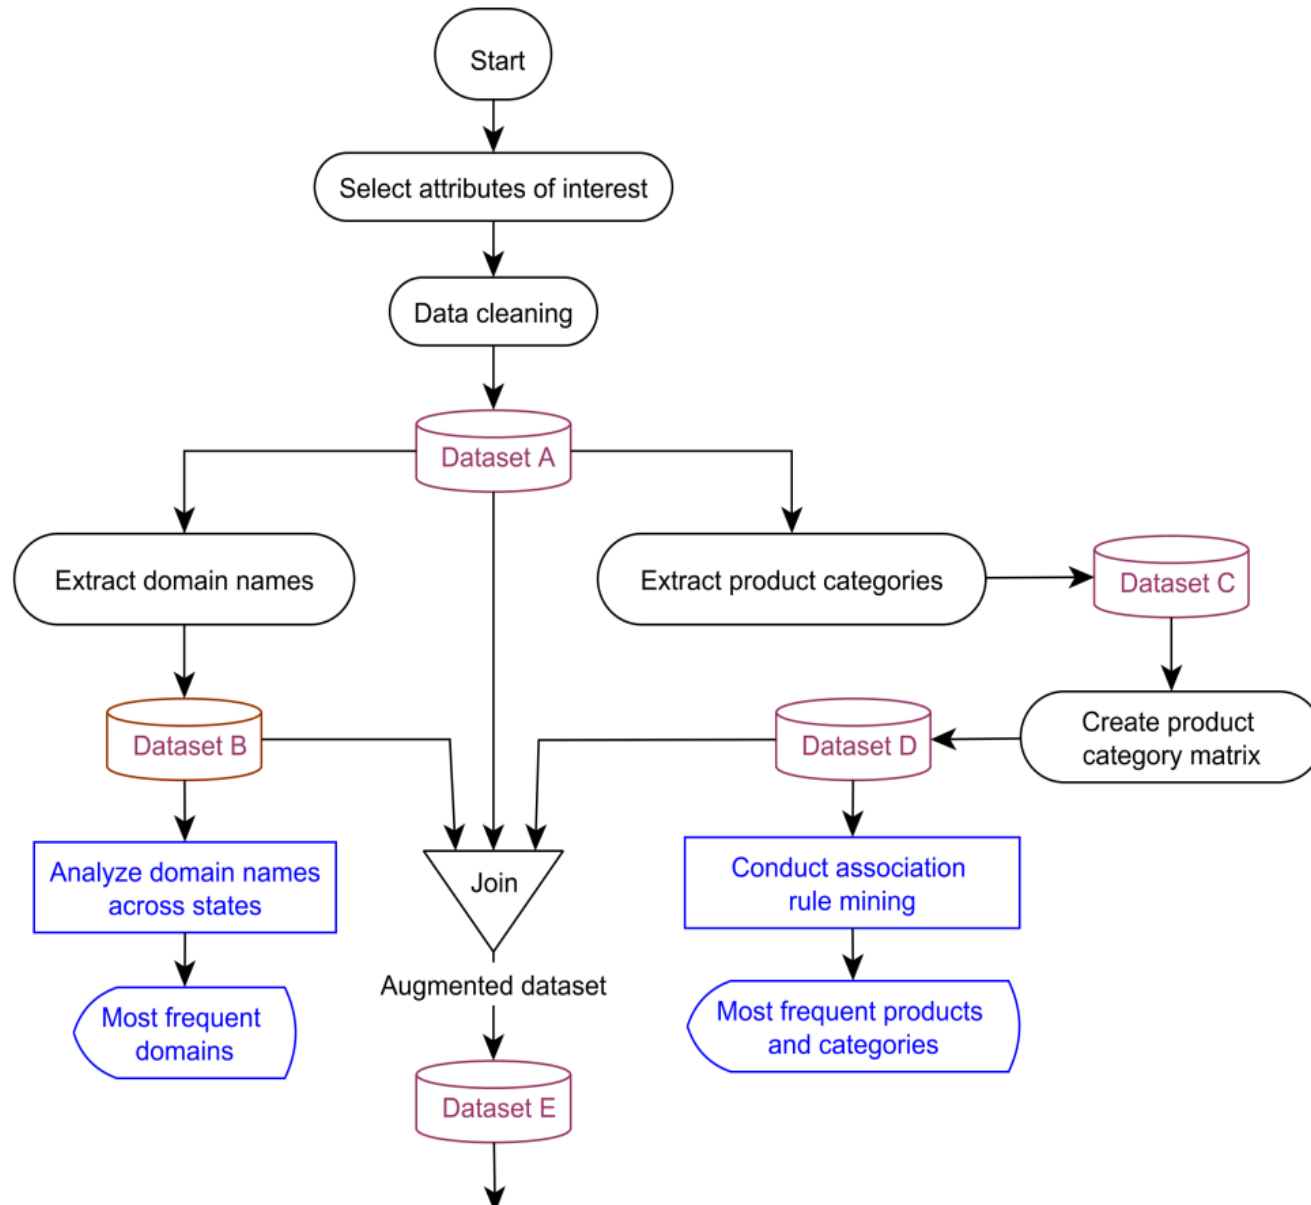 Start
Select attributes of interest
Data cleaning
Dataset A
Extract domain names
Extract product categories
Dataset C
Dataset B
Dataset D
Create product
category matrix
Analyze domain names
across states
Join
Conduct association
rule mining
Augmented dataset
Most frequent
domains
Most frequent products
and categories
Dataset E